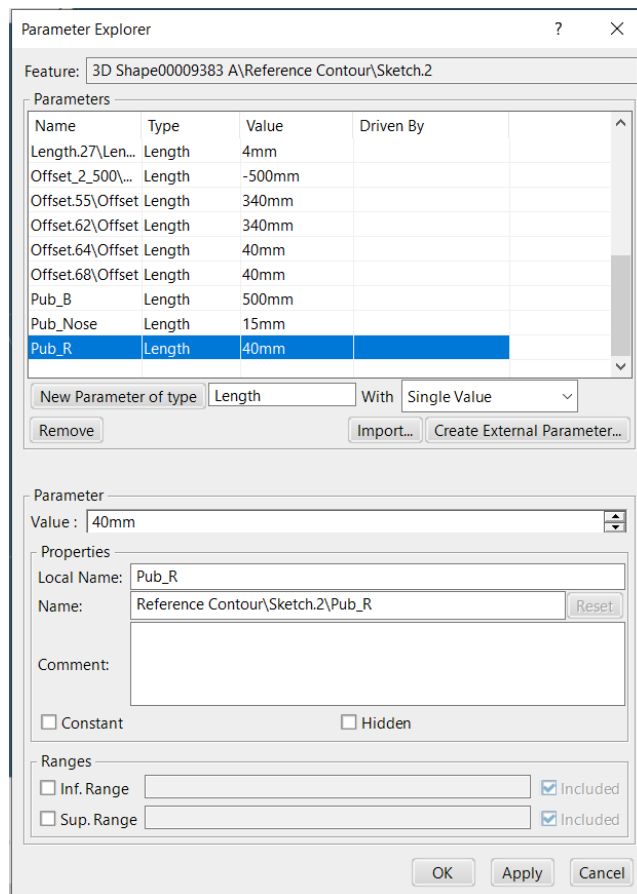 Parameter Explorer ?
Feature: 3D Shape00009383 A\Reference Contour\Sketch.2
Parameters
Name Type Value Driven By
Length.27\Len... Length 4mm
Offset_2_500\... Length -500mm
Offset.55\Offset Length 340mm
Offset.62\Offset Length 340mm
Offset.64\Offset Length 40mm
Offset.68\Offset Length 40mm
Pub_B Length 500mm
Pub_Nose Length 15mm
Pub_R Length 40mm
New Parameter of type Length With Single Value
Remove Import... Create External Parameter...
Parameter
Value : 40mm
Properties
Local Name: Pub_R
Name: Reference Contour\Sketch.2\Pub_R Reset
Comment:
Constant Hidden
Ranges
Inf. Range Included
Sup. Range Included
OK Apply Cancel